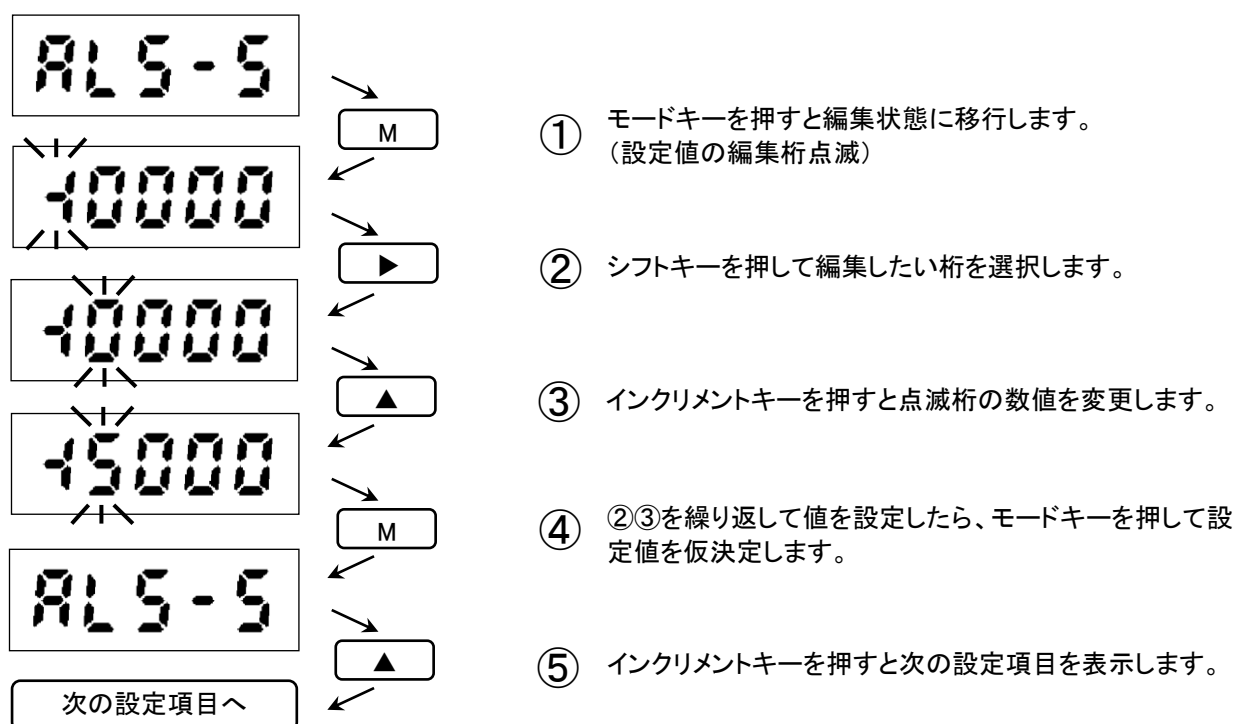 ALS-S
M
① モードキーを押すと編集状態に移行します。
(設定値の編集桁点滅)
-10000
▶
② シフトキーを押して編集したい桁を選択します。
-10000
▲
③ インクリメントキーを押すと点滅桁の数値を変更します。
-15000
M
④ ②③を繰り返して値を設定したら、モードキーを押して設
定値を仮決定します。
ALS-S
▲
⑤ インクリメントキーを押すと次の設定項目を表示します。
次の設定項目へ